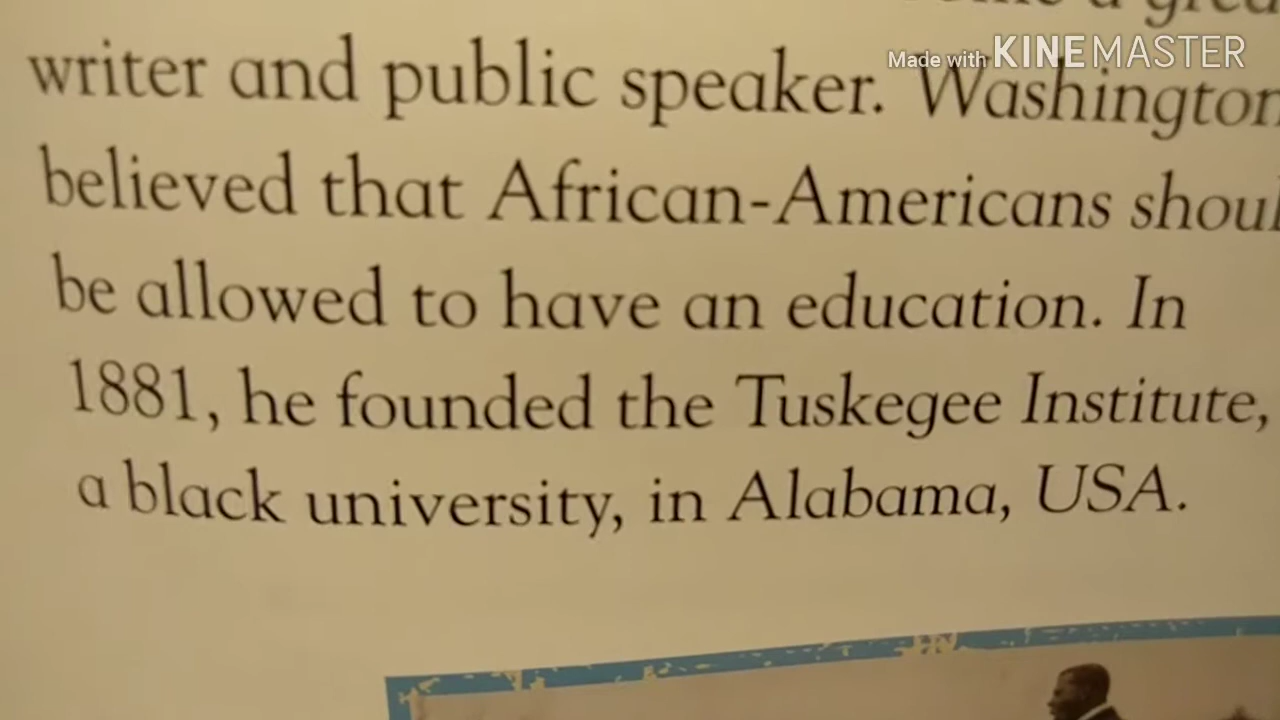 Made with KINEMASTER
writer and public speaker. Washington
believed that African-Americans shoul
be allowed to have an education. In
1881, he founded the Tuskegee Institute,
a black university, in Alabama, USA.